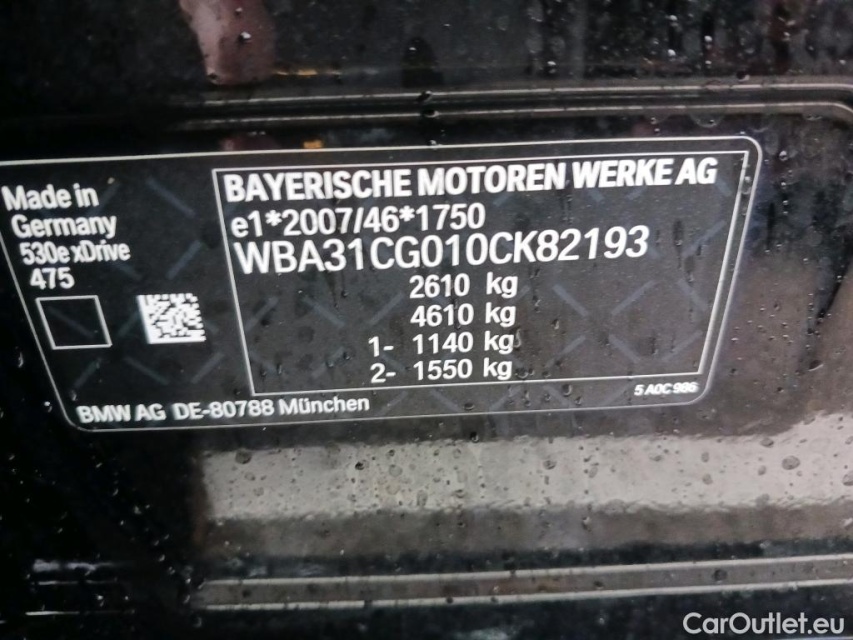 Made in
Germany
530e xDrive
475
BAYERISCHE MOTOREN WERKE AG
e1*2007/46*1750
WBA31CG010CK82193
2610 kg
4610 kg
1- 1140 kg
2- 1550 kg
5 A0C 986
BMW AG DE-80788 München
CarOutlet.eu